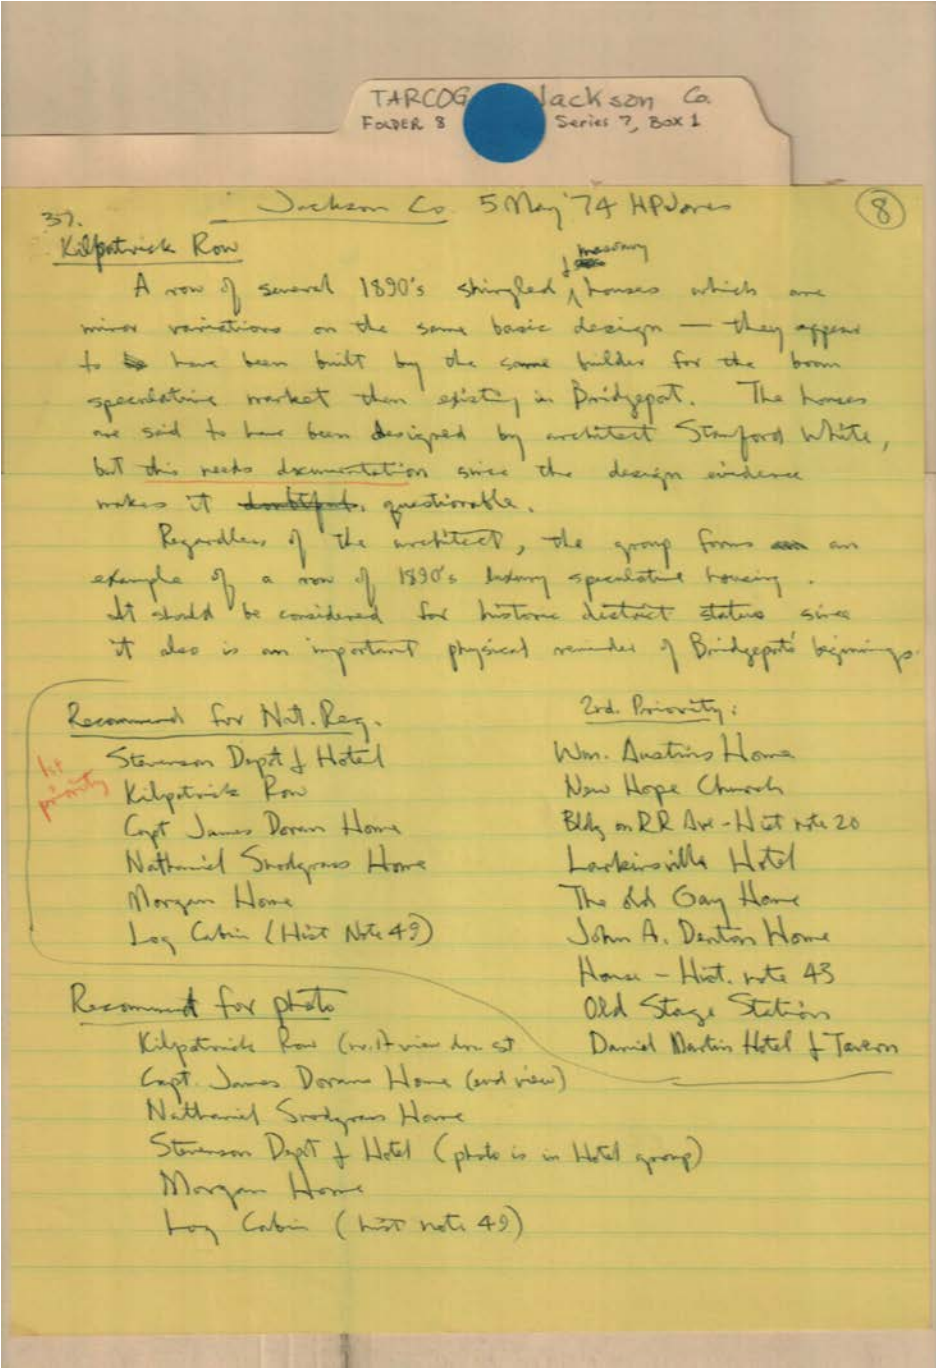 TARCOG Jackson Co.
FOLDER 8 Series 7, Box 1
Jackson Co. 5 May '74 HPJones
8
37.
Kilpatrick Row
& masonry
A row of several 1890's shingled houses which are
minor variations on the same basic design — they appear
to be have been built by the same builder for the boom
speculative market then existing in Bridgeport. The houses
are said to have been designed by architect Stanford White,
but this needs documentation since the design evidence
makes it doubtful, questionable.
Regardless of the architect, the group forms an
example of a row of 1890's luxury speculative housing.
It should be considered for historic district status since
it also is an important physical reminder of Bridgeport's beginnings.
Recommend for Nat. Reg.
1st
priority
Stevenson Depot & Hotel
Kilpatrick Row
Capt James Doran Home
Nathaniel Snodgrass Home
Morgan Home
Log Cabin (Hist Note 49)
2nd. Priority:
Wm. Austins Home
New Hope Church
Bldg on RR Ave - Hist note 20
Larkinsville Hotel
The old Gay Home
John A. Denton Home
House - Hist. note 43
Old Stage Station
Daniel Martin Hotel & Tavern
Recommend for photo
Kilpatrick Row view dn st
Capt. James Dorans Home (end view)
Nathaniel Snodgrass Home
Stevenson Depot & Hotel (photo is in Hotel group)
Morgan Home
Log Cabin (hist note 49)